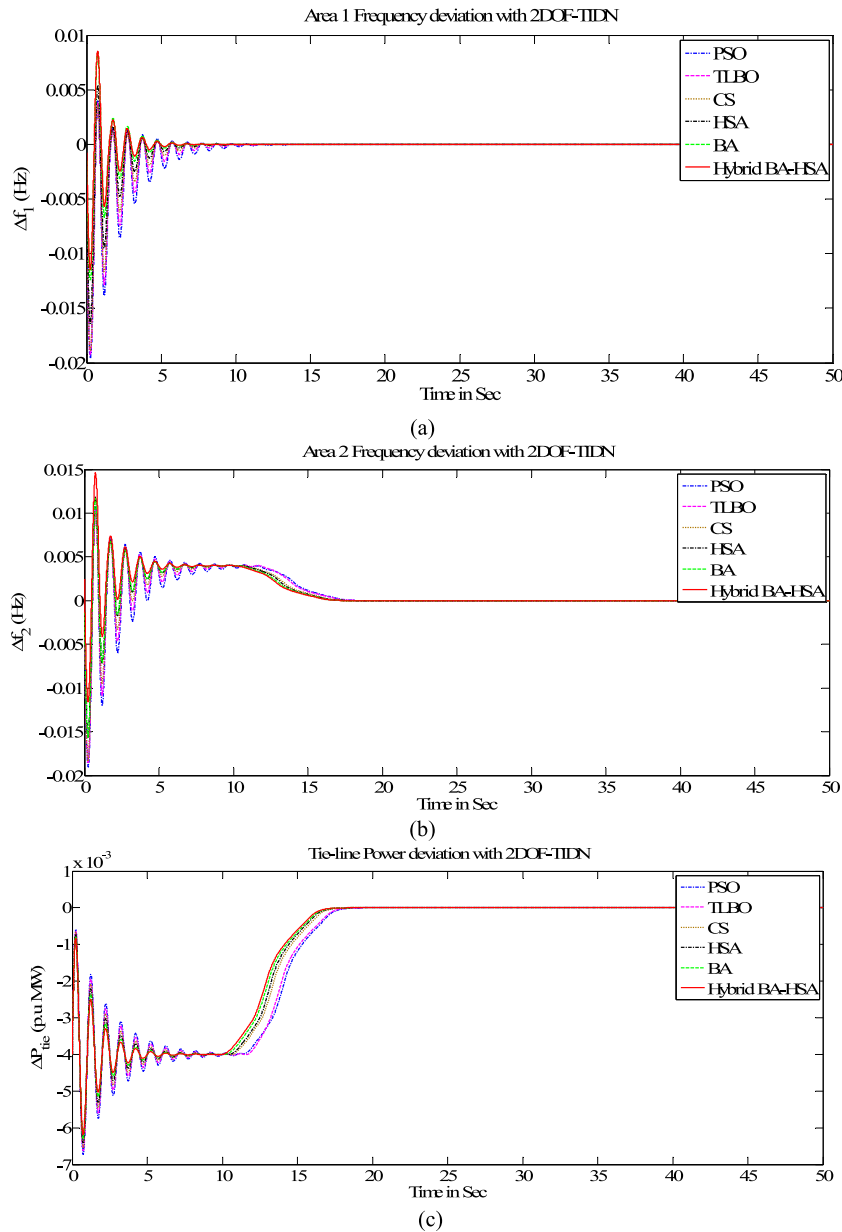 Area 1 Frequency deviation with 2DOF-TIDN
0.01
0.005
0
-0.005
-0.01
-0.015
-0.02
Δf1 (Hz)
PSO
TLBO
CS
HSA
BA
Hybrid BA-HSA
0 5 10 15 20 25 30 35 40 45 50
Time in Sec
(a)
Area 2 Frequency deviation with 2DOF-TIDN
0.015
0.01
0.005
0
-0.005
-0.01
-0.015
-0.02
Δf2 (Hz)
PSO
TLBO
CS
HSA
BA
Hybrid BA-HSA
0 5 10 15 20 25 30 35 40 45 50
Time in Sec
(b)
Tie-line Power deviation with 2DOF-TIDN
x 10-3
1
0
-1
-2
-3
-4
-5
-6
-7
ΔPtie (p.u MW)
PSO
TLBO
CS
HSA
BA
Hybrid BA-HSA
0 5 10 15 20 25 30 35 40 45 50
Time in Sec
(c)